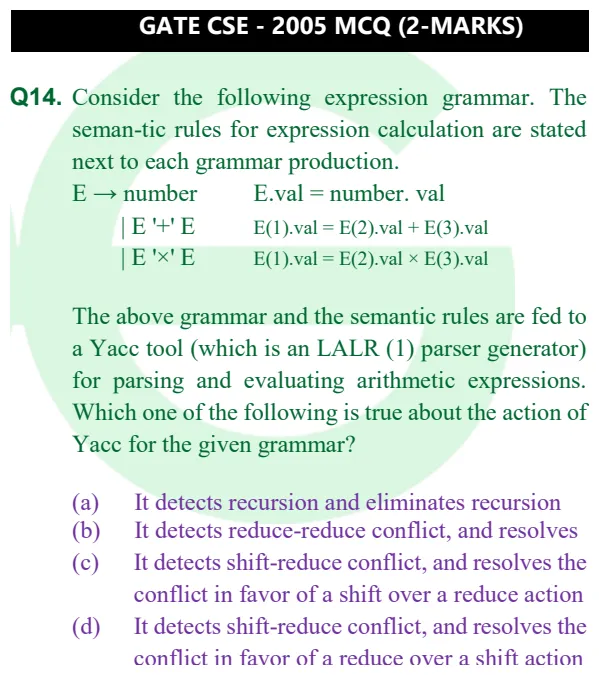 GATE CSE - 2005 MCQ (2-MARKS)
Q14. Consider the following expression grammar. The
seman-tic rules for expression calculation are stated
next to each grammar production.
E → number E.val = number. val
| E '+' E E(1).val = E(2).val + E(3).val
| E '×' E E(1).val = E(2).val × E(3).val
The above grammar and the semantic rules are fed to
a Yacc tool (which is an LALR (1) parser generator)
for parsing and evaluating arithmetic expressions.
Which one of the following is true about the action of
Yacc for the given grammar?
(a) It detects recursion and eliminates recursion
(b) It detects reduce-reduce conflict, and resolves
(c) It detects shift-reduce conflict, and resolves the
conflict in favor of a shift over a reduce action
(d) It detects shift-reduce conflict, and resolves the
conflict in favor of a reduce over a shift action